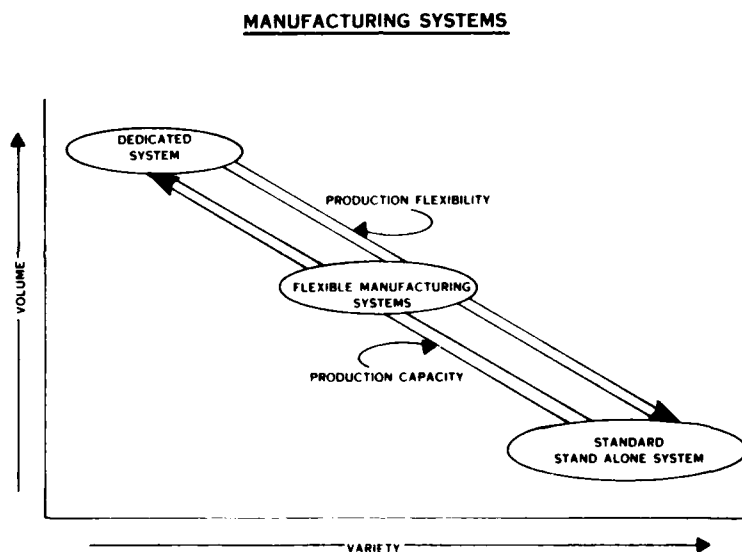 MANUFACTURING SYSTEMS
DEDICATED
SYSTEM
PRODUCTION FLEXIBILITY
VOLUME
FLEXIBLE MANUFACTURING
SYSTEMS
PRODUCTION CAPACITY
STANDARD
STAND ALONE SYSTEM
VARIETY